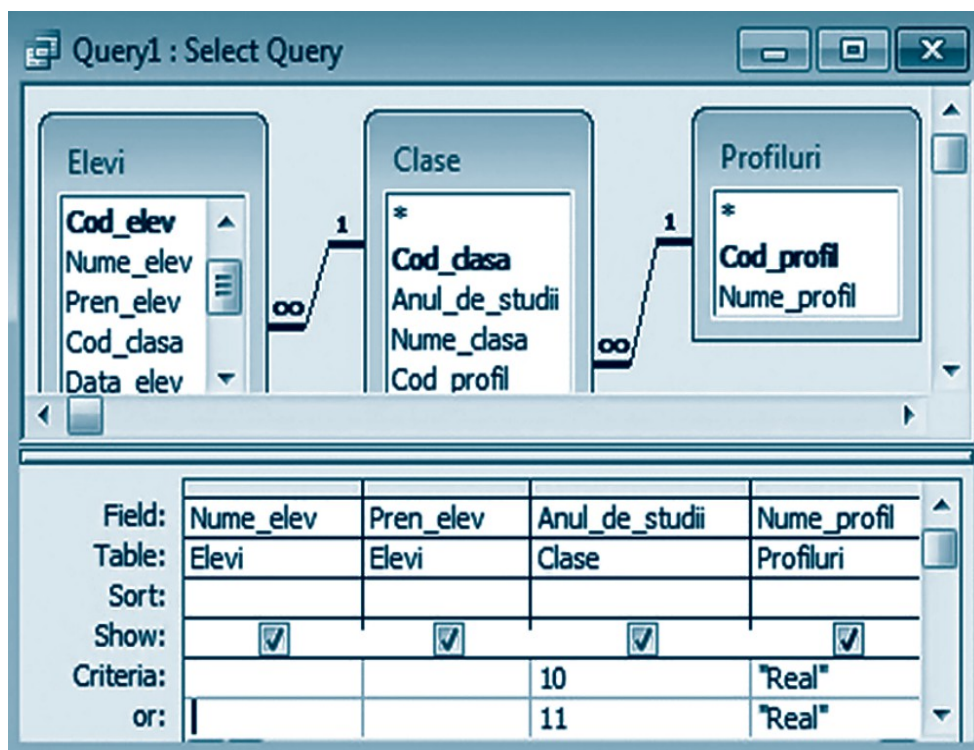 Query1 : Select Query
Elevi
Cod_elev
Nume_elev
Pren_elev
Cod_clasa
Data_elev
1
∞
Clase
*
Cod_clasa
Anul_de_studii
Nume_clasa
Cod_profil
1
∞
Profiluri
*
Cod_profil
Nume_profil
Field: Nume_elev Pren_elev Anul_de_studii Nume_profil
Table: Elevi Elevi Clase Profiluri
Sort:
Show:
Criteria: 10 "Real"
or: 11 "Real"